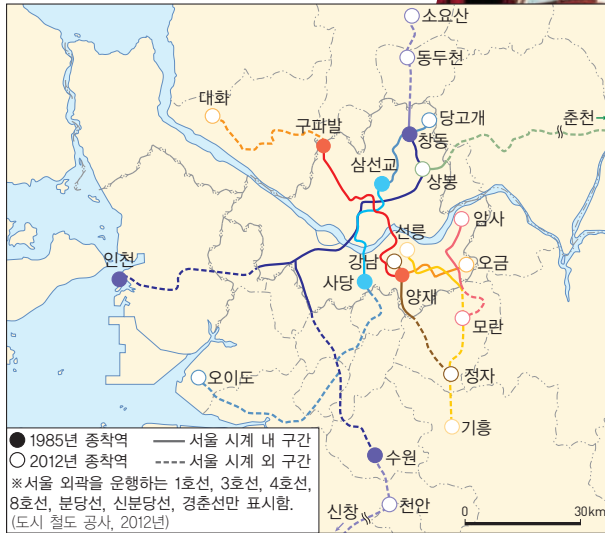 소요산
동두천
대화
당고개
구파발
창동
춘천→
삼선교
상봉
선릉
암사
인천
강남
오금
사당
양재
모란
오이도
정자
기흥
● 1985년 종착역 ── 서울 시계 내 구간
○ 2012년 종착역 ---- 서울 시계 외 구간
※서울 외곽을 운행하는 1호선, 3호선, 4호선,
8호선, 분당선, 신분당선, 경춘선만 표시함.
(도시 철도 공사, 2012년)
수원
신창
천안
0 30km